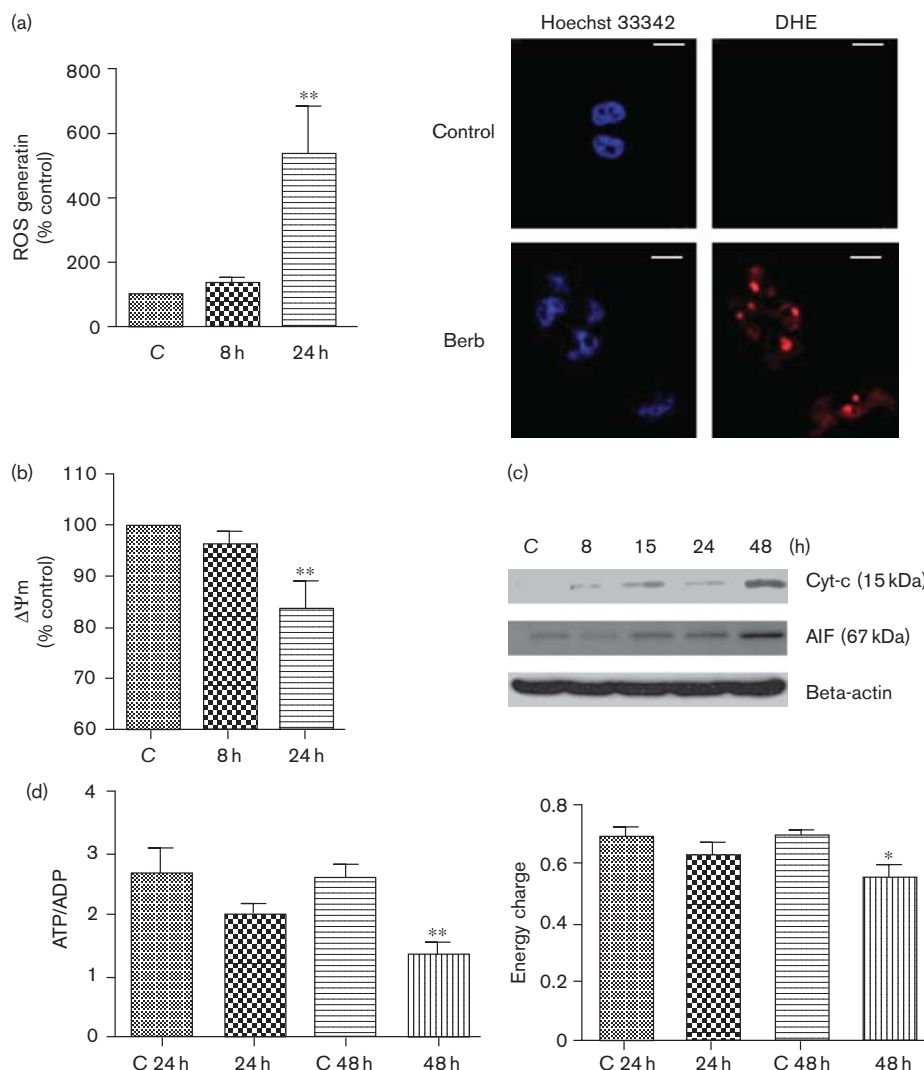 (a)
Hoechst 33342 DHE
800
600
400
200
0
ROS generatin
(% control)
**
C 8 h 24 h
Control
Berb
(b)
110
100
90
80
70
60
ΔΨm
(% control)
**
C 8 h 24 h
(c)
C 8 15 24 48 (h)
Cyt-c (15 kDa)
AIF (67 kDa)
Beta-actin
(d)
4
3
2
1
0
ATP/ADP
**
C 24 h 24 h C 48 h 48 h
0.8
0.6
0.4
0.2
0
Energy charge
*
C 24 h 24 h C 48 h 48 h